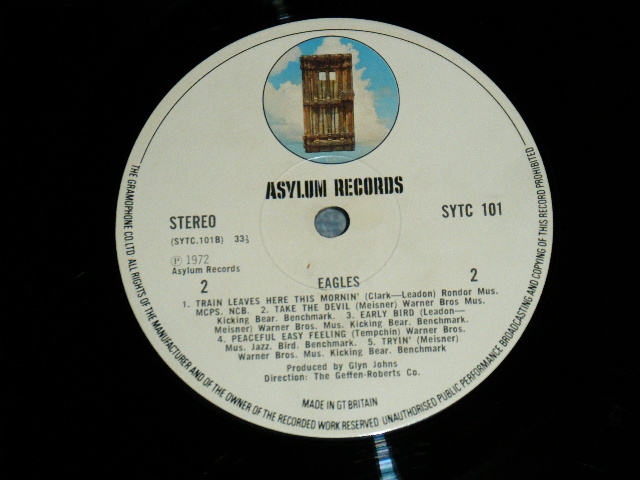 ASYLUM RECORDS
STEREO
(SYTC.101B) 33⅓
SYTC 101
Ⓟ 1972
Asylum Records
2
EAGLES
2
1. TRAIN LEAVES HERE THIS MORNIN' (Clark—Leadon) Rondor Mus.
MCPS. NCB. 2. TAKE THE DEVIL (Meisner) Warner Bros Mus.
Kicking Bear. Benchmark. 3. EARLY BIRD (Leadon—
Meisner) Warner Bros Mus. Kicking Bear. Benchmark.
4. PEACEFUL EASY FEELING (Tempchin) Warner Bros.
Mus. Jazz. Bird. Benchmark. 5. TRYIN' (Meisner)
Warner Bros. Mus. Kicking Bear. Benchmark
Produced by Glyn Johns
Direction: The Geffen-Roberts Co.
MADE IN GT BRITAIN
THE GRAMOPHONE CO.LTD. ALL RIGHTS OF THE MANUFACTURER AND OF THE OWNER OF THE RECORDED WORK RESERVED UNAUTHORISED PUBLIC PERFORMANCE BROADCASTING AND COPYING OF THIS RECORD PROHIBITED